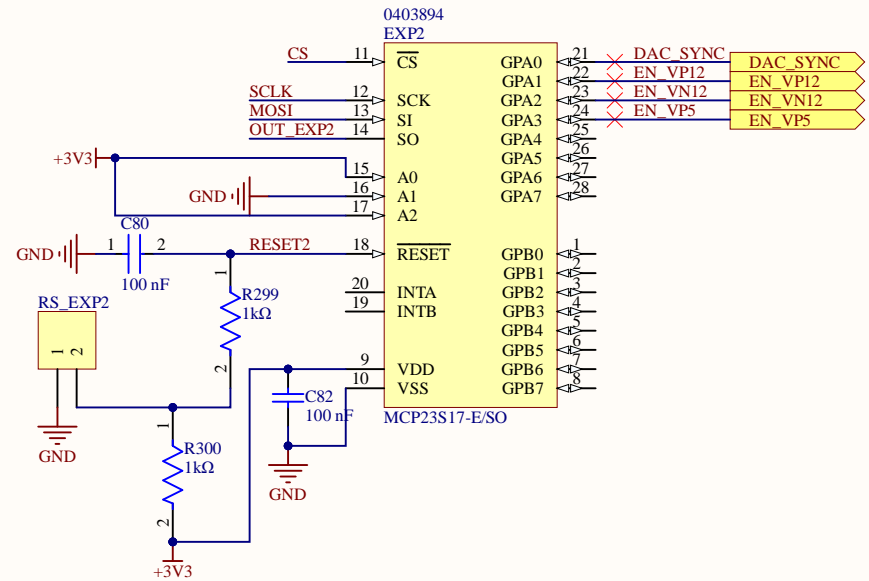 0403894
EXP2
CS 11 CS GPA0 21 DAC_SYNC DAC_SYNC
GPA1 22 EN_VP12 EN_VP12
SCLK 12 SCK GPA2 23 EN_VN12 EN_VN12
MOSI 13 SI GPA3 24 EN_VP5 EN_VP5
OUT_EXP2 14 SO GPA4 25
+3V3 GPA5 26
15 A0 GPA6 27
GND 16 A1 GPA7 28
17 A2
C80
GND 1 2 RESET2 18 RESET GPB0 1
100 nF
GPB1 2
1 R299 20 INTA GPB2 3
RS_EXP2 1kΩ 19 INTB GPB3 4
GPB4 5
1 2 GPB5 6
2 9 VDD GPB6 7
10 VSS GPB7 8
C82
100 nF
MCP23S17-E/SO
1 R300
GND 1kΩ
GND
2
+3V3